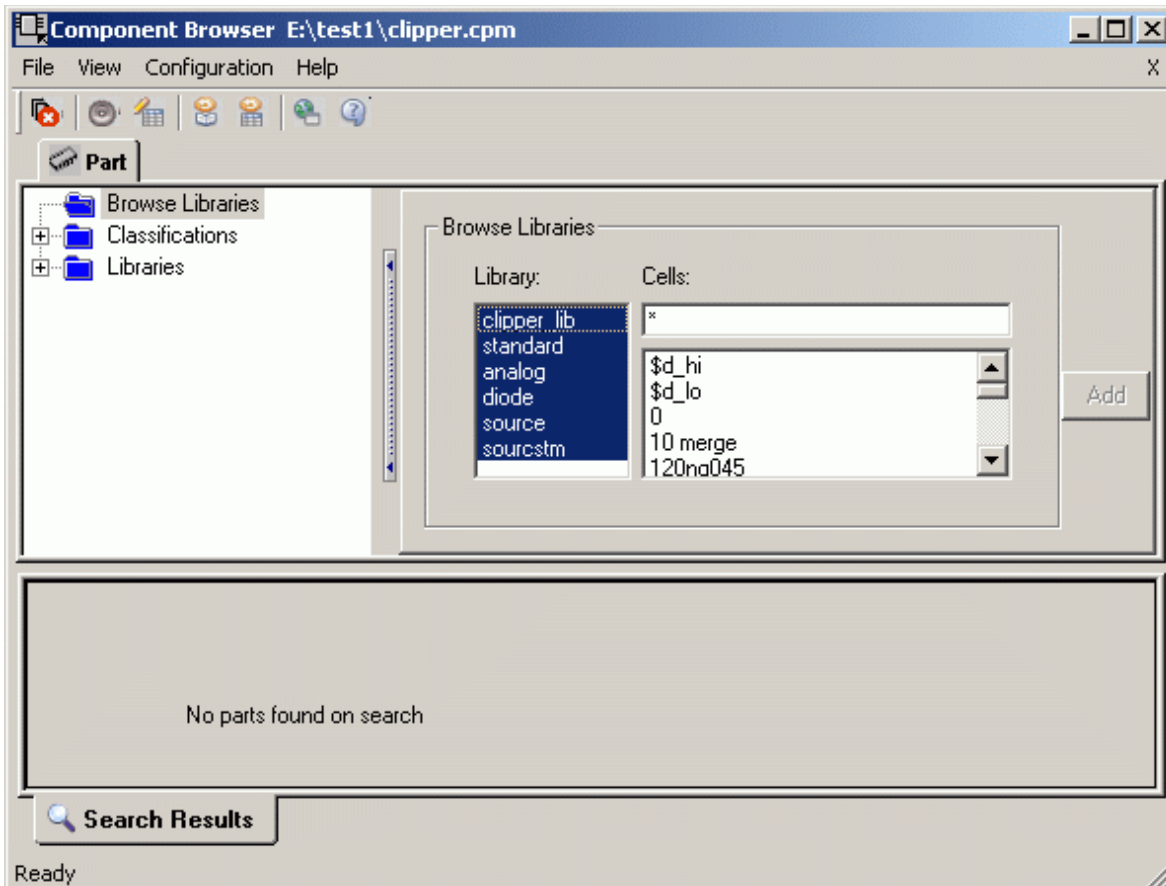 Component Browser E:\test1\clipper.cpm
File View Configuration Help X
Part
Browse Libraries
Classifications
Libraries
Browse Libraries
Library:
Cells:
clipper_lib
standard
analog
diode
source
sourcstm
*
$d_hi
$d_lo
0
10 merge
120nq045
Add
No parts found on search
Search Results
Ready